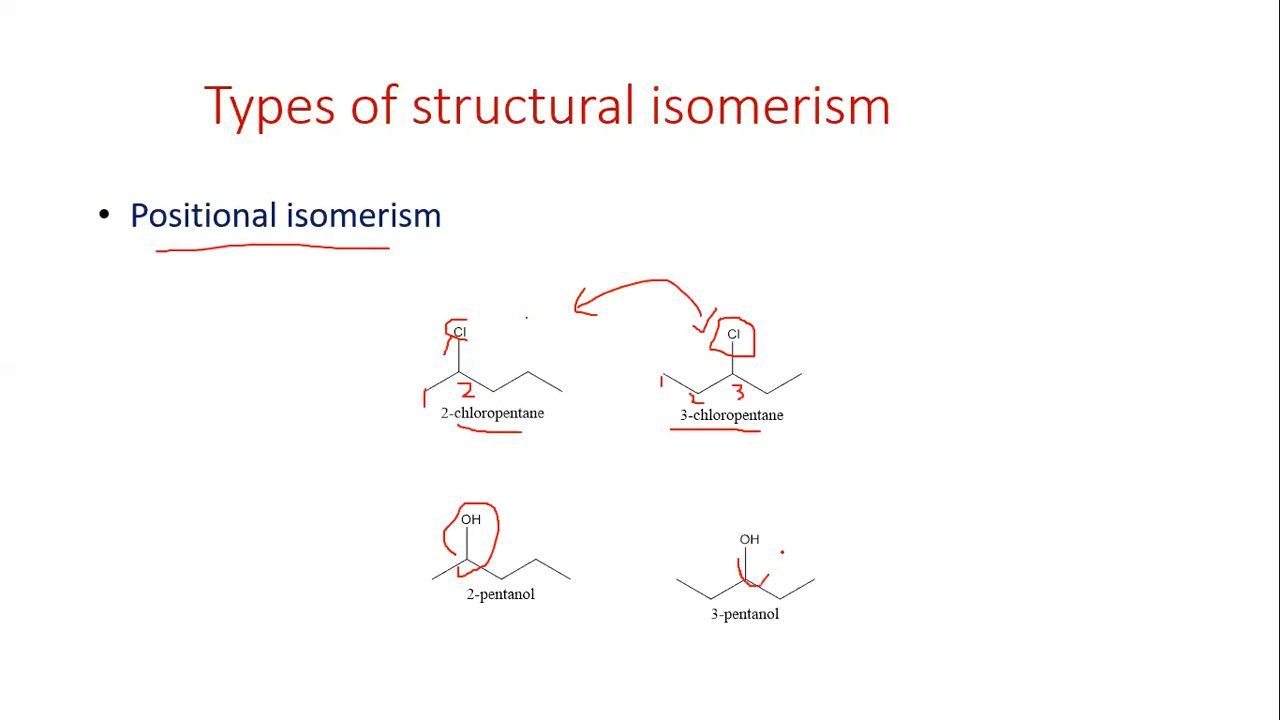 Types of structural isomerism
• Positional isomerism
Cl
Cl
1 2
1 2 3
2-chloropentane
3-chloropentane
OH
OH
2-pentanol
3-pentanol